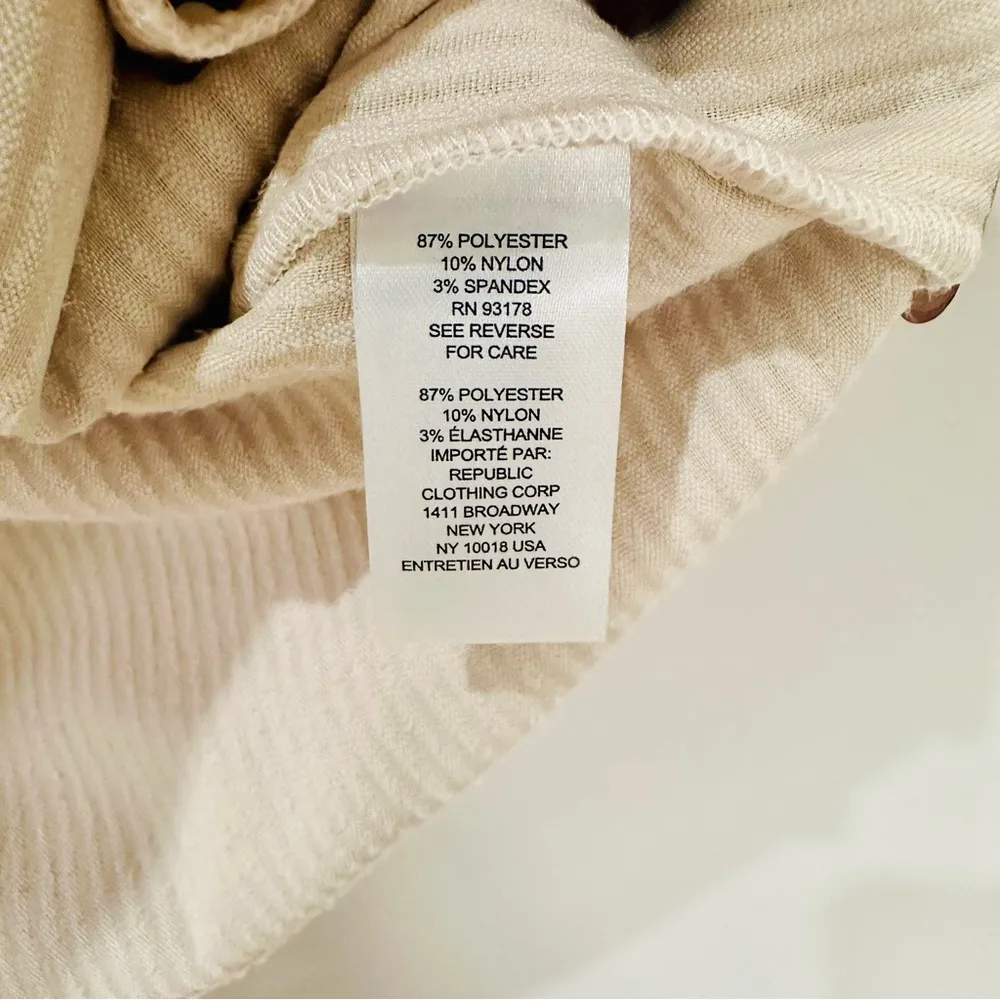 87% POLYESTER
10% NYLON
3% SPANDEX
RN 93178
SEE REVERSE
FOR CARE
87% POLYESTER
10% NYLON
3% ÉLASTHANNE
IMPORTÉ PAR:
REPUBLIC
CLOTHING CORP
1411 BROADWAY
NEW YORK
NY 10018 USA
ENTRETIEN AU VERSO